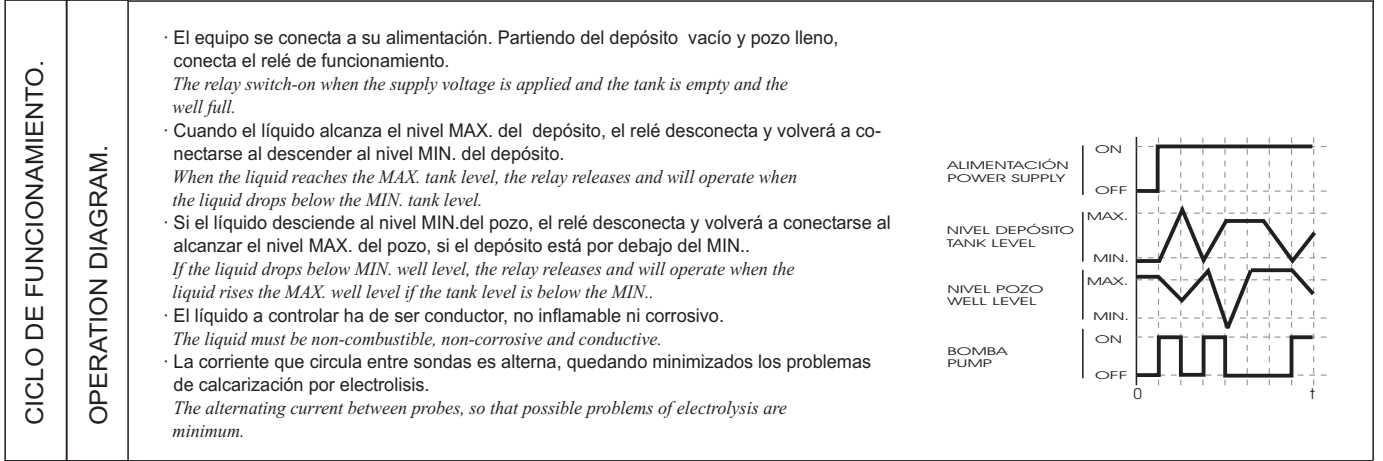 CICLO DE FUNCIONAMIENTO.
OPERATION DIAGRAM.
· El equipo se conecta a su alimentación. Partiendo del depósito vacío y pozo lleno,
conecta el relé de funcionamiento.
The relay switch-on when the supply voltage is applied and the tank is empty and the
well full.
· Cuando el líquido alcanza el nivel MAX. del depósito, el relé desconecta y volverá a co-
nectarse al descender al nivel MIN. del depósito.
When the liquid reaches the MAX. tank level, the relay releases and will operate when
the liquid drops below the MIN. tank level.
· Si el líquido desciende al nivel MIN.del pozo, el relé desconecta y volverá a conectarse al
alcanzar el nivel MAX. del pozo, si el depósito está por debajo del MIN..
If the liquid drops below MIN. well level, the relay releases and will operate when the
liquid rises the MAX. well level if the tank level is below the MIN..
· El líquido a controlar ha de ser conductor, no inflamable ni corrosivo.
The liquid must be non-combustible, non-corrosive and conductive.
· La corriente que circula entre sondas es alterna, quedando minimizados los problemas
de calcarización por electrolisis.
The alternating current between probes, so that possible problems of electrolysis are
minimum.
ALIMENTACIÓN
POWER SUPPLY
ON
OFF
NIVEL DEPÓSITO
TANK LEVEL
MAX.
MIN.
NIVEL POZO
WELL LEVEL
MAX.
MIN.
BOMBA
PUMP
ON
OFF
0 t